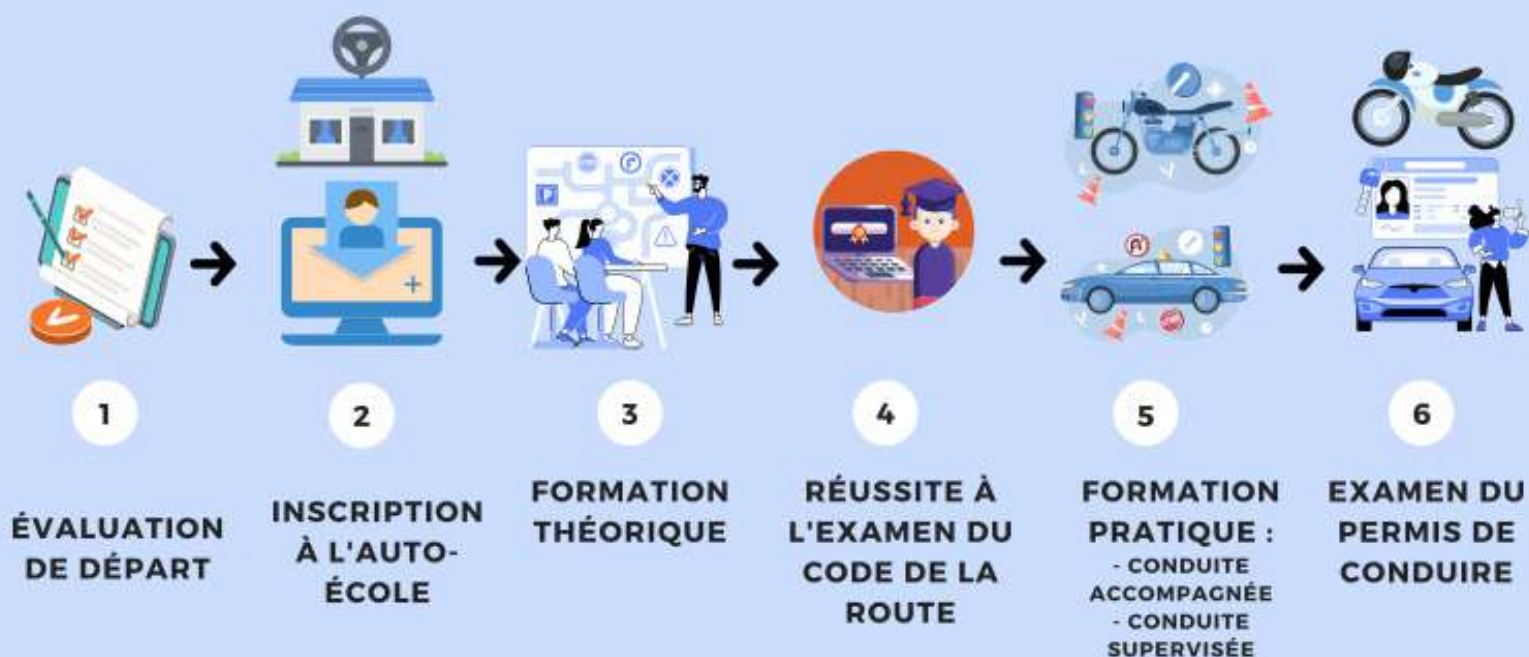 1
ÉVALUATION
DE DÉPART
2
INSCRIPTION
À L'AUTO-
ÉCOLE
3
FORMATION
THÉORIQUE
4
RÉUSSITE À
L'EXAMEN DU
CODE DE LA
ROUTE
5
FORMATION
PRATIQUE :
- CONDUITE
ACCOMPAGNÉE
- CONDUITE
SUPERVISÉE
6
EXAMEN DU
PERMIS DE
CONDUIRE